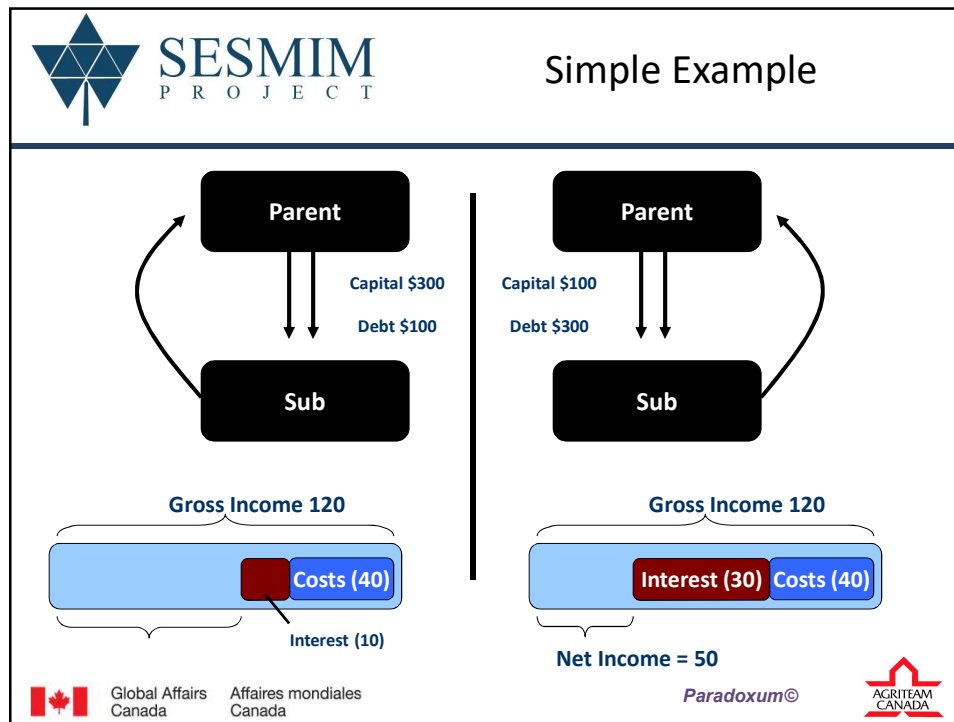 SESMIM
PROJECT
Simple Example
Parent
Capital $300
Debt $100
Sub
Gross Income 120
Costs (40)
Interest (10)
Parent
Capital $100
Debt $300
Sub
Gross Income 120
Interest (30)
Costs (40)
Net Income = 50
Global Affairs
Canada
Affaires mondiales
Canada
Paradoxum©
AGRITEAM
CANADA